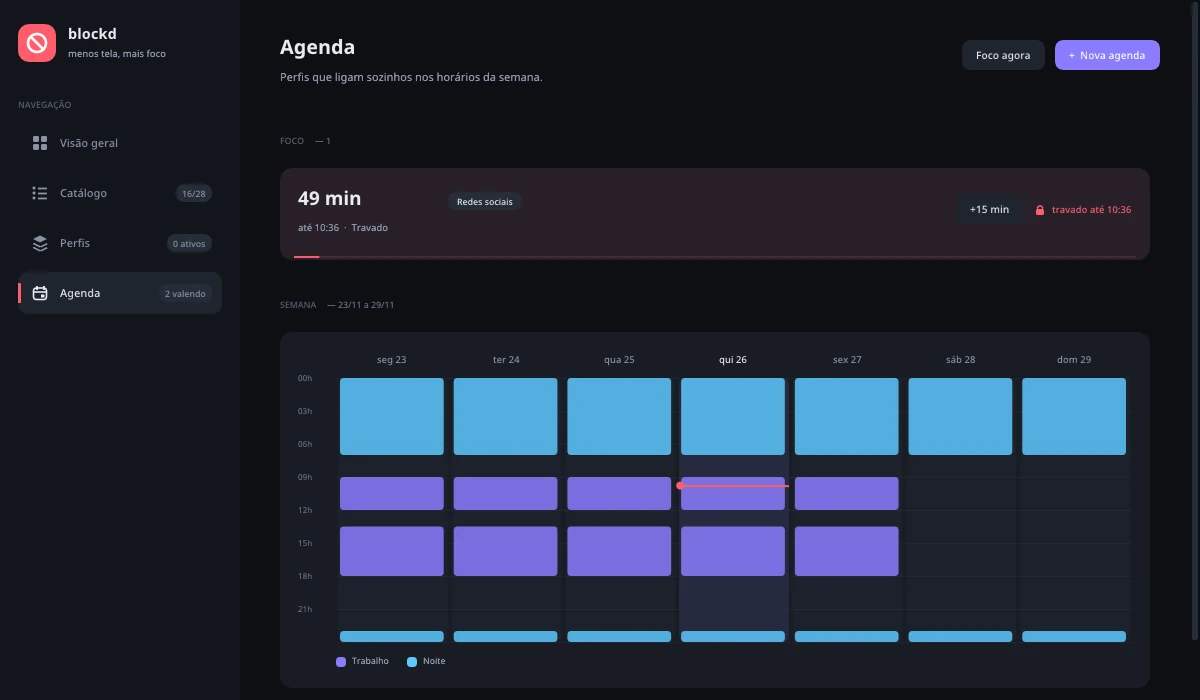 blockd
menos tela, mais foco
NAVEGAÇÃO
Visão geral
Catálogo 16/28
Perfis 0 ativos
Agenda 2 valendo
Agenda
Perfis que ligam sozinhos nos horários da semana.
Foco agora
+ Nova agenda
FOCO — 1
49 min
Redes sociais
até 10:36 · Travado
+15 min
travado até 10:36
SEMANA — 23/11 a 29/11
seg 23 ter 24 qua 25 qui 26 sex 27 sáb 28 dom 29
00h
03h
06h
09h
12h
15h
18h
21h
Trabalho Noite